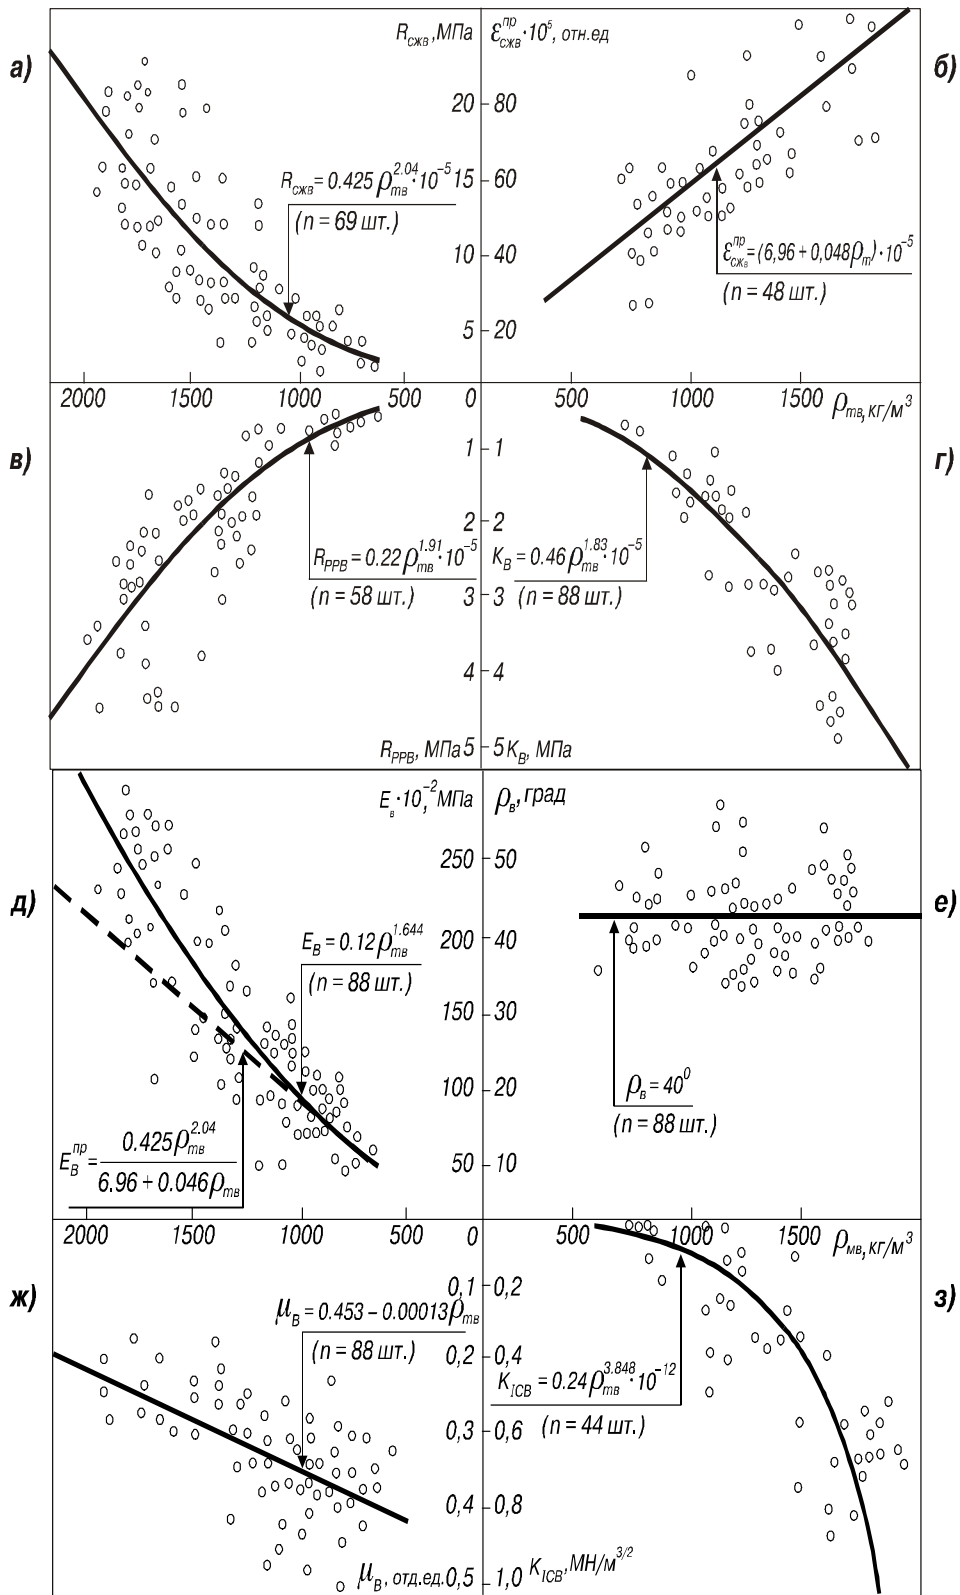 а)
R_сжв, МПа
ε^пр_сжв·10^5, отн.ед
б)
20 80
15 60
10 40
5 20
R_сжв = 0.425 ρ_тв^2.04·10^-5
(n = 69 шт.)
ε^пр_сжв = (6,96 + 0,048ρ_т)·10^-5
(n = 48 шт.)
2000 1500 1000 500 0 500 1000 1500 ρ_тв, кг/м^3
в)
г)
1 1
2 2
3 3
4 4
R_РРВ = 0.22 ρ_тв^1.91·10^-5
(n = 58 шт.)
K_В = 0.46 ρ_тв^1.83·10^-5
(n = 88 шт.)
R_РРВ, МПа 5 5 K_В, МПа
д)
E_в·10^-2, МПа
ρ_в, град
е)
250 50
200 40
150 30
100 20
50 10
E_В = 0.12 ρ_тв^1.644
(n = 88 шт.)
ρ_в = 40^0
(n = 88 шт.)
E_В^пр = 0.425 ρ_тв^2.04
6.96 + 0.046 ρ_тв
2000 1500 1000 500 0 500 1000 1500 ρ_мв, кг/м^3
ж)
з)
0,1 0,2
0,2 0,4
0,3 0,6
0,4 0,8
μ_В = 0.453 – 0.00013ρ_тв
(n = 88 шт.)
K_ICВ = 0.24 ρ_тв^3.848·10^-12
(n = 44 шт.)
μ_В, отд.ед. 0,5 1,0 K_ICВ, МН/м^3/2